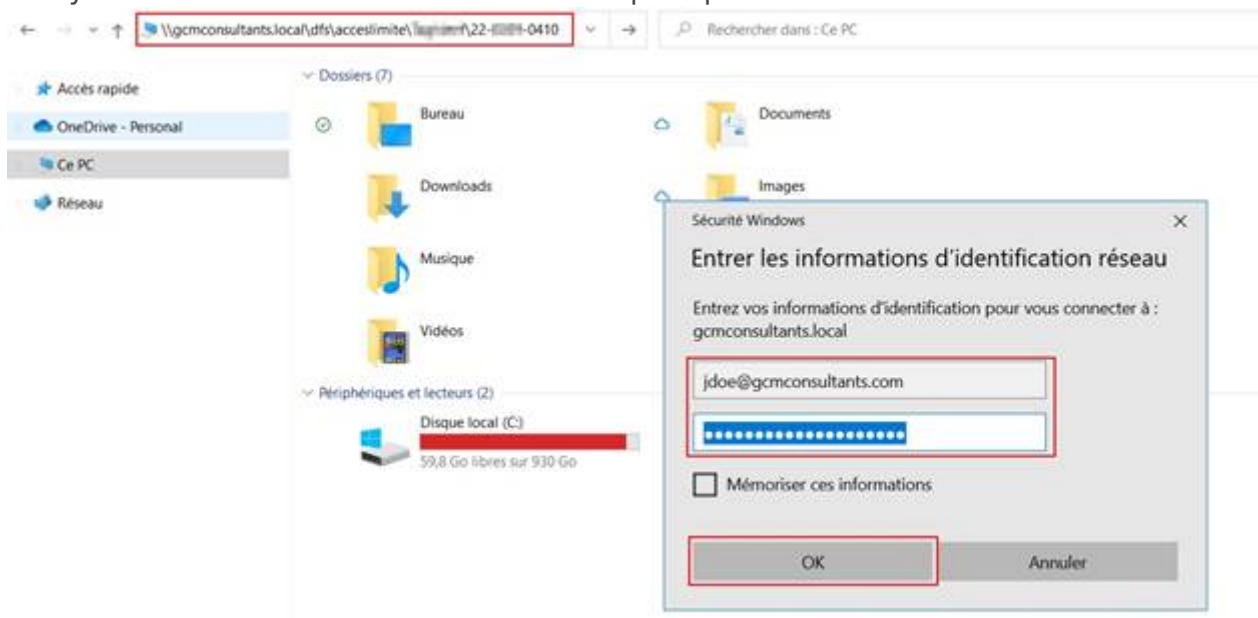 \\gcmconsultants.local\dfs\acceslimite\ \22- -0410
Rechercher dans : Ce PC
Accès rapide
OneDrive - Personal
Ce PC
Réseau
Dossiers (7)
Bureau
Documents
Downloads
Images
Musique
Vidéos
Périphériques et lecteurs (2)
Disque local (C:)
59,8 Go libres sur 930 Go
Sécurité Windows
Entrer les informations d'identification réseau
Entrez vos informations d'identification pour vous connecter à :
gcmconsultants.local
jdoe@gcmconsultants.com
Mémoriser ces informations
OK
Annuler